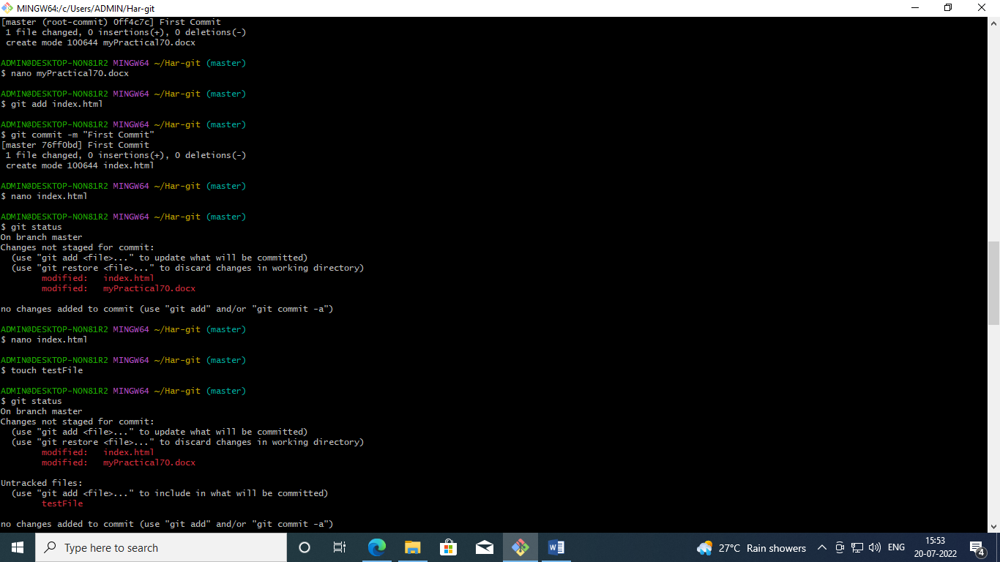 MINGW64:/c/Users/ADMIN/Har-git
[master (root-commit) 0ff4c7c] First Commit
 1 file changed, 0 insertions(+), 0 deletions(-)
 create mode 100644 myPractical70.docx
ADMIN@DESKTOP-NON81R2 MINGW64 ~/Har-git (master)
$ nano myPractical70.docx
ADMIN@DESKTOP-NON81R2 MINGW64 ~/Har-git (master)
$ git add index.html
ADMIN@DESKTOP-NON81R2 MINGW64 ~/Har-git (master)
$ git commit -m "First Commit"
[master 76ff0bd] First Commit
 1 file changed, 0 insertions(+), 0 deletions(-)
 create mode 100644 index.html
ADMIN@DESKTOP-NON81R2 MINGW64 ~/Har-git (master)
$ nano index.html
ADMIN@DESKTOP-NON81R2 MINGW64 ~/Har-git (master)
$ git status
On branch master
Changes not staged for commit:
  (use "git add <file>..." to update what will be committed)
  (use "git restore <file>..." to discard changes in working directory)
        modified:   index.html
        modified:   myPractical70.docx
no changes added to commit (use "git add" and/or "git commit -a")
ADMIN@DESKTOP-NON81R2 MINGW64 ~/Har-git (master)
$ nano index.html
ADMIN@DESKTOP-NON81R2 MINGW64 ~/Har-git (master)
$ touch testFile
ADMIN@DESKTOP-NON81R2 MINGW64 ~/Har-git (master)
$ git status
On branch master
Changes not staged for commit:
  (use "git add <file>..." to update what will be committed)
  (use "git restore <file>..." to discard changes in working directory)
        modified:   index.html
        modified:   myPractical70.docx
Untracked files:
  (use "git add <file>..." to include in what will be committed)
        testFile
no changes added to commit (use "git add" and/or "git commit -a")
Type here to search
27°C Rain showers
ENG
15:53
20-07-2022
4